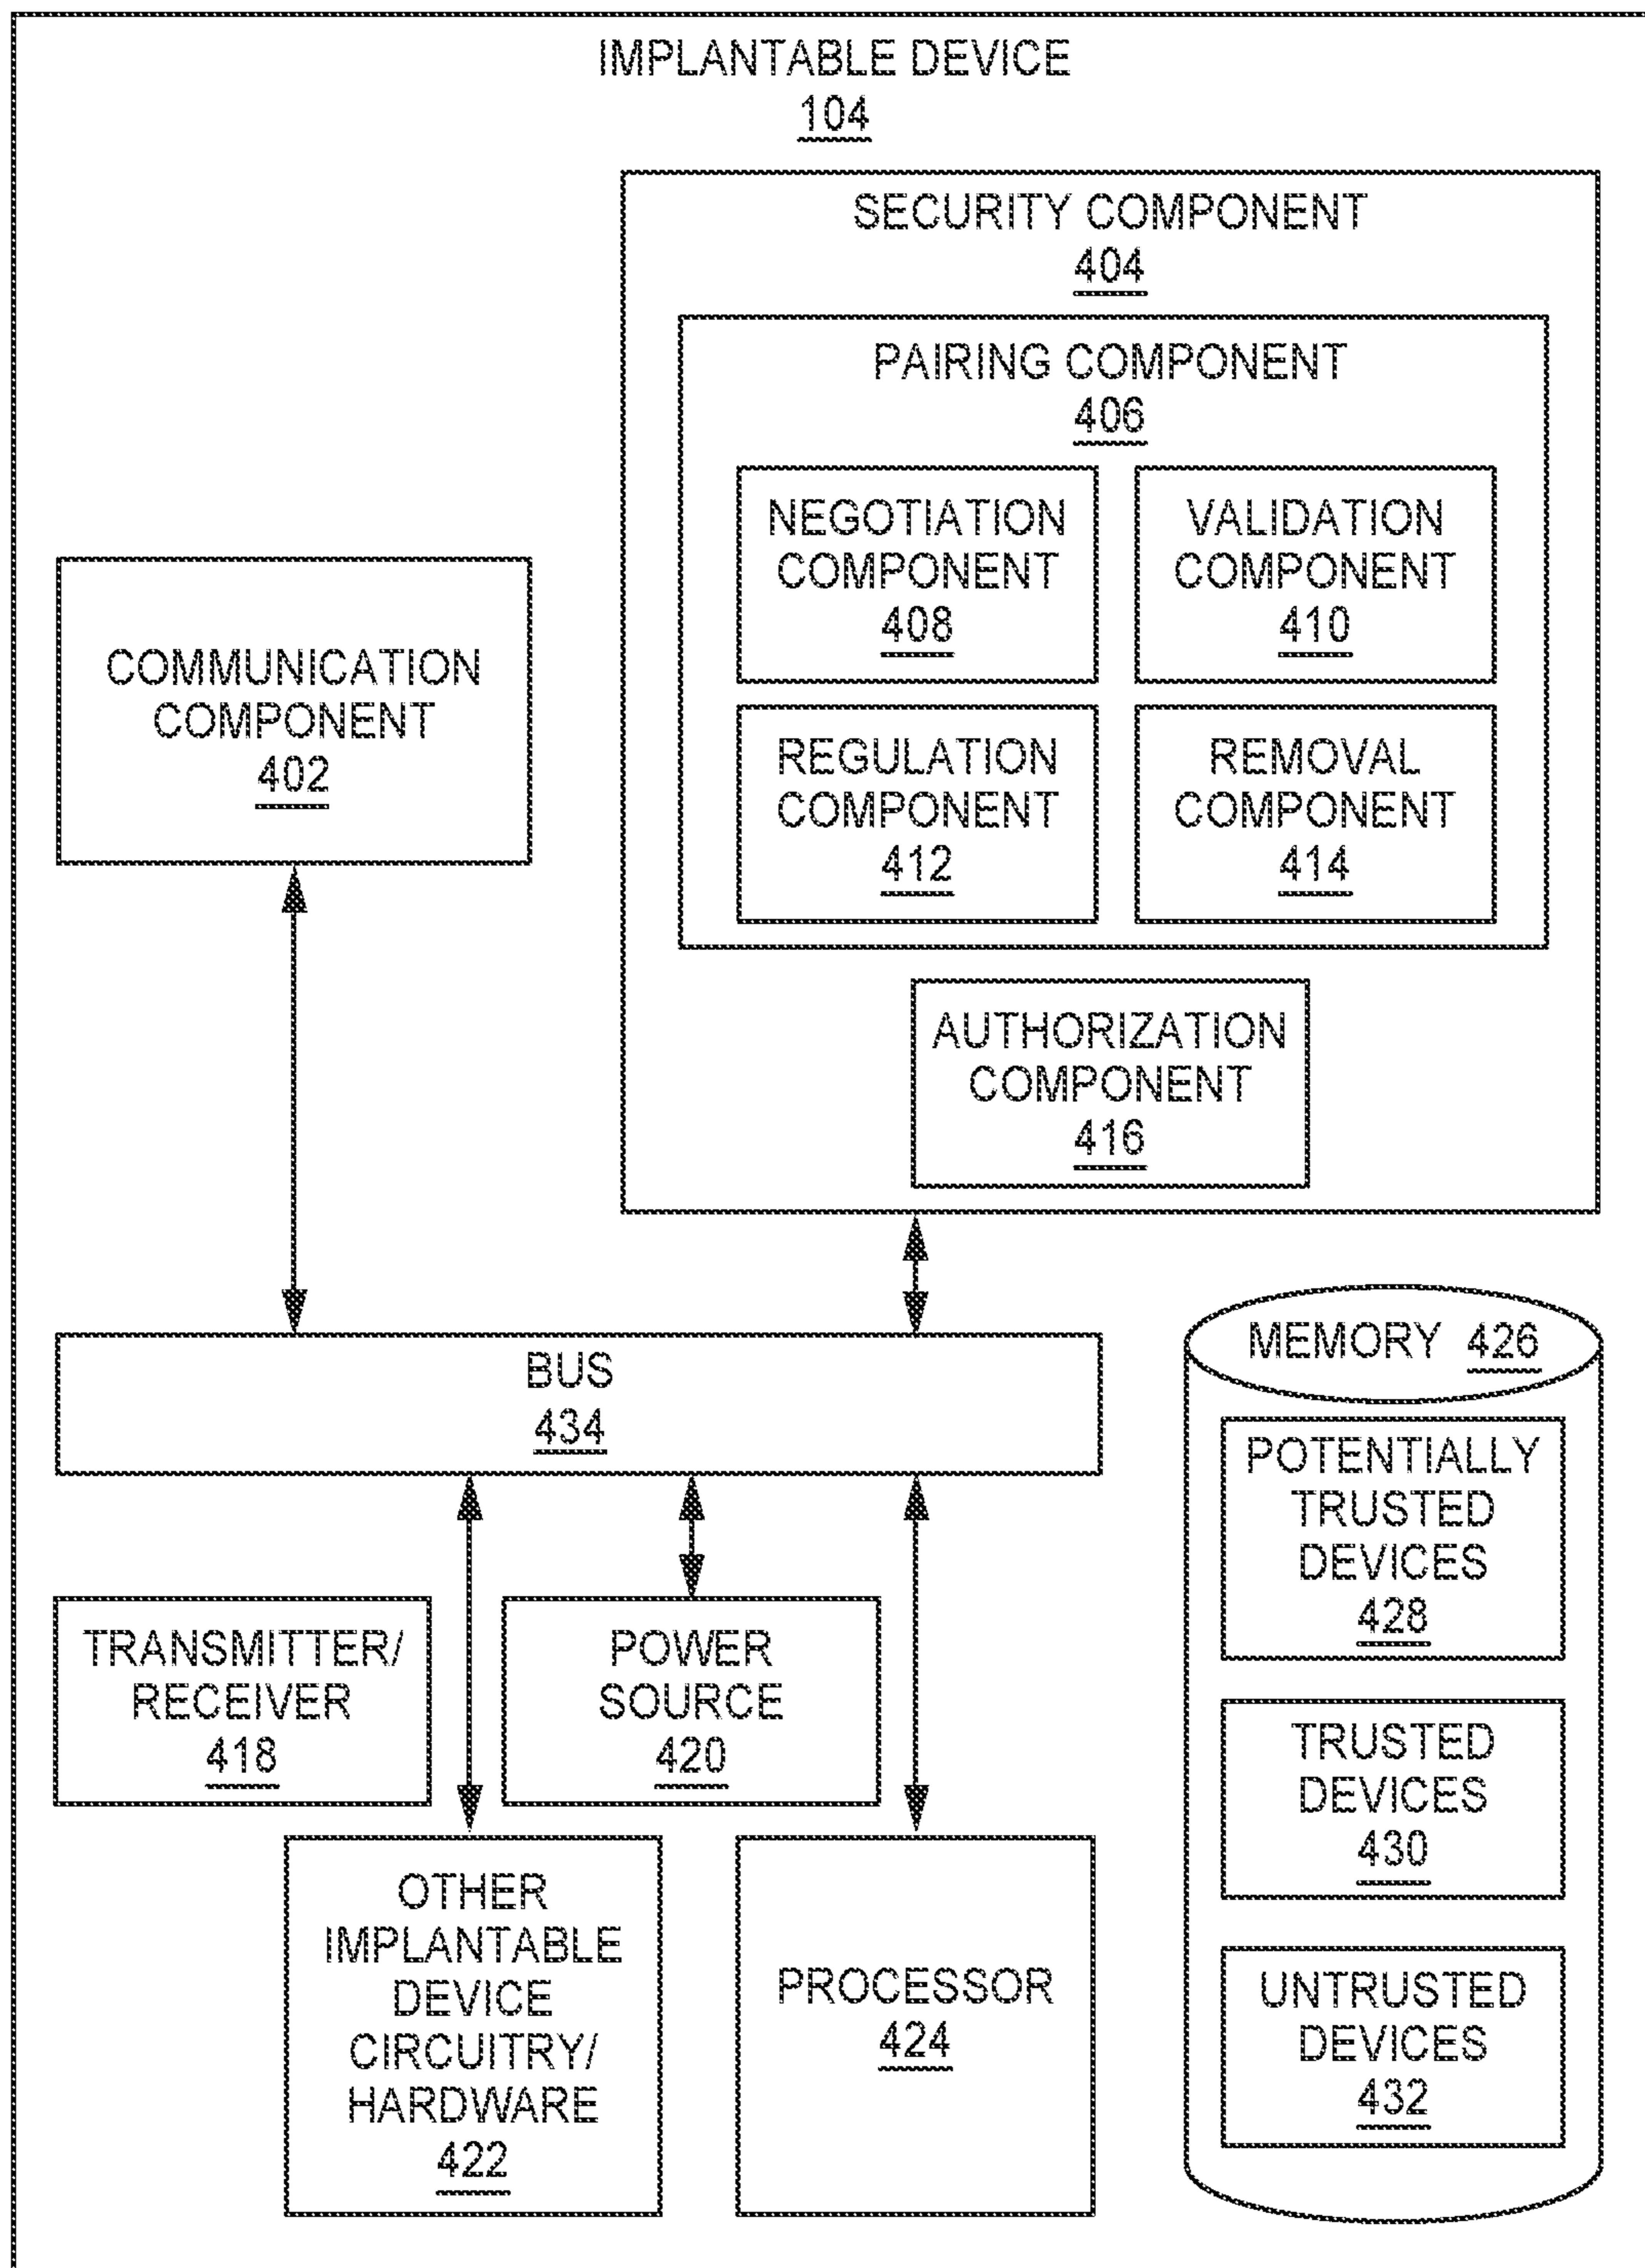 IMPLANTABLE DEVICE
104
SECURITY COMPONENT
404
PAIRING COMPONENT
406
NEGOTIATION
COMPONENT
408
VALIDATION
COMPONENT
410
REGULATION
COMPONENT
412
REMOVAL
COMPONENT
414
AUTHORIZATION
COMPONENT
416
COMMUNICATION
COMPONENT
402
BUS
434
MEMORY 426
POTENTIALLY
TRUSTED
DEVICES
428
TRUSTED
DEVICES
430
UNTRUSTED
DEVICES
432
TRANSMITTER/
RECEIVER
418
POWER
SOURCE
420
OTHER
IMPLANTABLE
DEVICE
CIRCUITRY/
HARDWARE
422
PROCESSOR
424